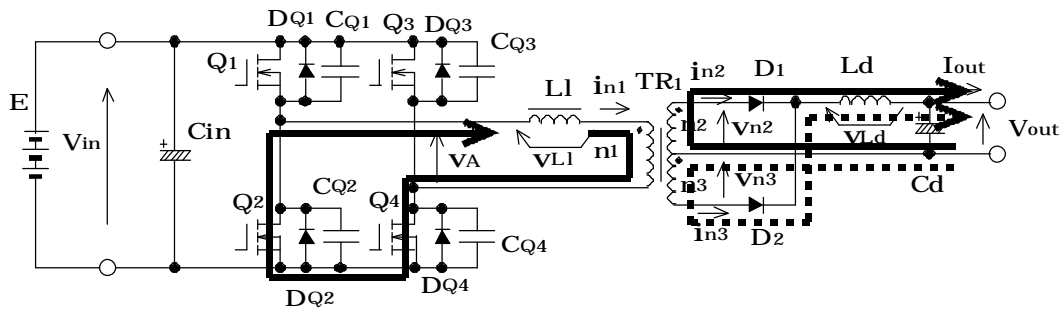 DQ1
CQ1
Q3
DQ3
CQ3
Q1
E
Vin
+
Cin
Ll
in1
TR1
in2
D1
Ld
Iout
vA
vLl
n1
n2
vn2
vLd
+
Vout
n3
vn3
Cd
in3
D2
Q2
CQ2
Q4
CQ4
DQ2
DQ4